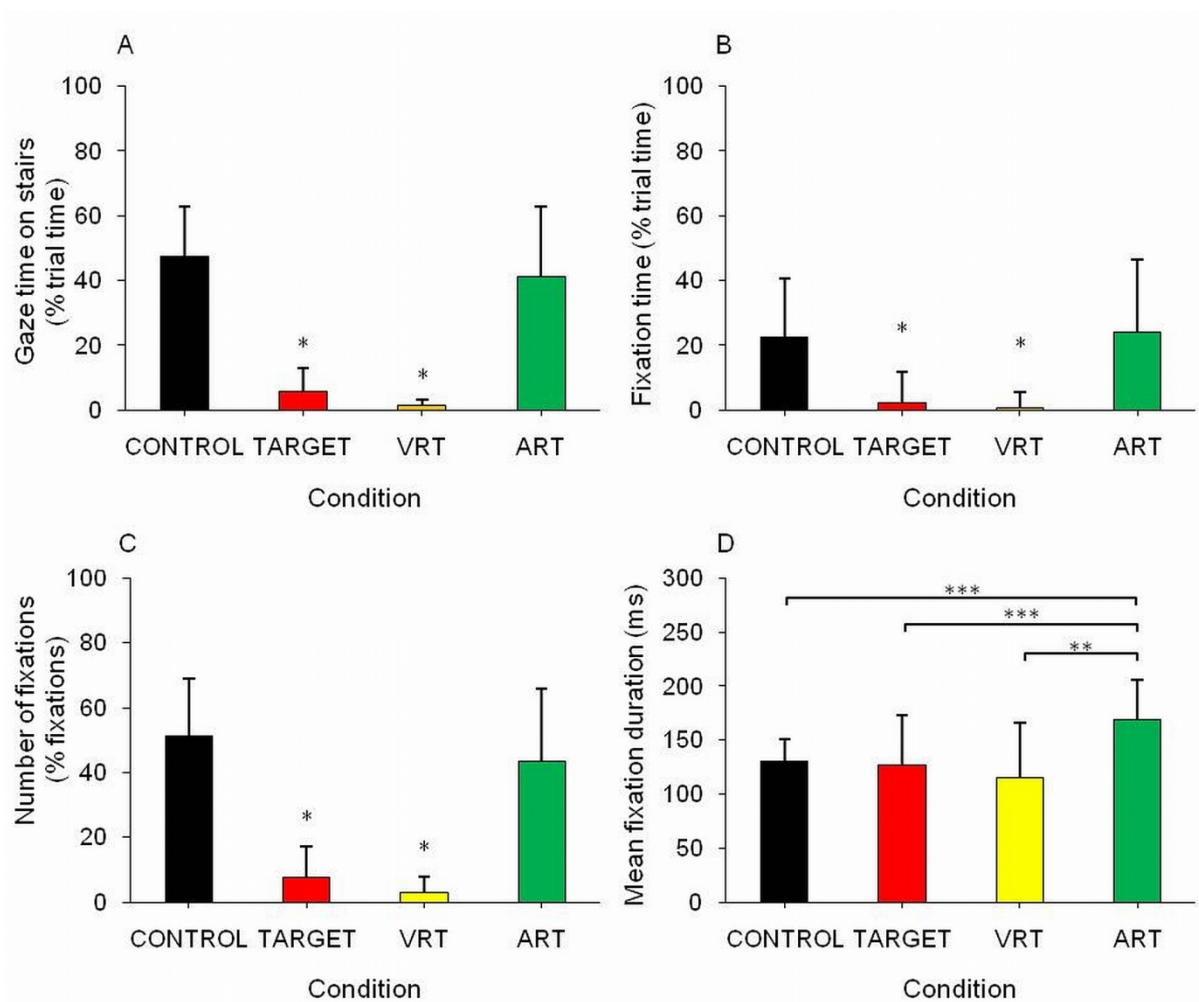 A
Gaze time on stairs
(% trial time)
100
80
60
40
20
0
*
*
CONTROL TARGET VRT ART
Condition
B
Fixation time (% trial time)
100
80
60
40
20
0
*
*
CONTROL TARGET VRT ART
Condition
C
Number of fixations
(% fixations)
100
80
60
40
20
0
*
*
CONTROL TARGET VRT ART
Condition
D
Mean fixation duration (ms)
300
250
200
150
100
50
0
***
***
**
CONTROL TARGET VRT ART
Condition